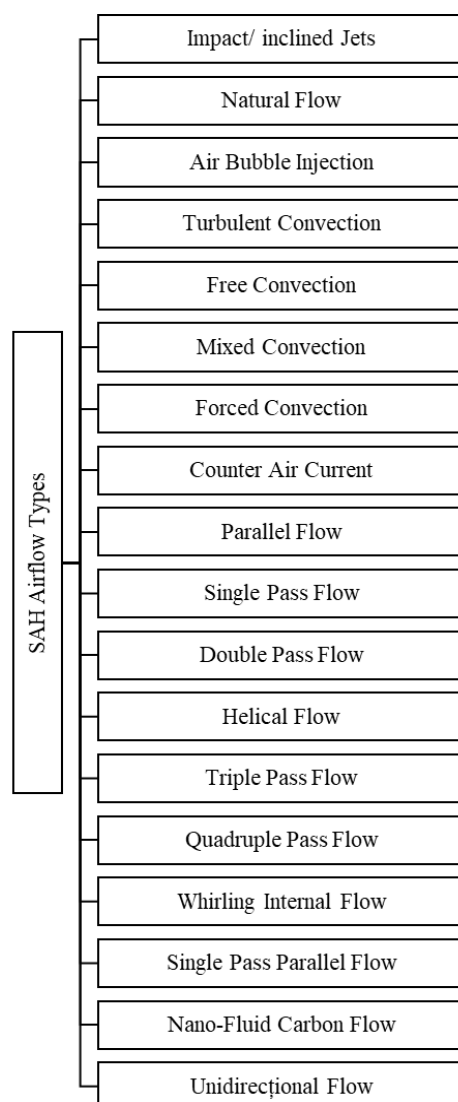 SAH Airflow Types
Impact/ inclined Jets
Natural Flow
Air Bubble Injection
Turbulent Convection
Free Convection
Mixed Convection
Forced Convection
Counter Air Current
Parallel Flow
Single Pass Flow
Double Pass Flow
Helical Flow
Triple Pass Flow
Quadruple Pass Flow
Whirling Internal Flow
Single Pass Parallel Flow
Nano-Fluid Carbon Flow
Unidirecțional Flow